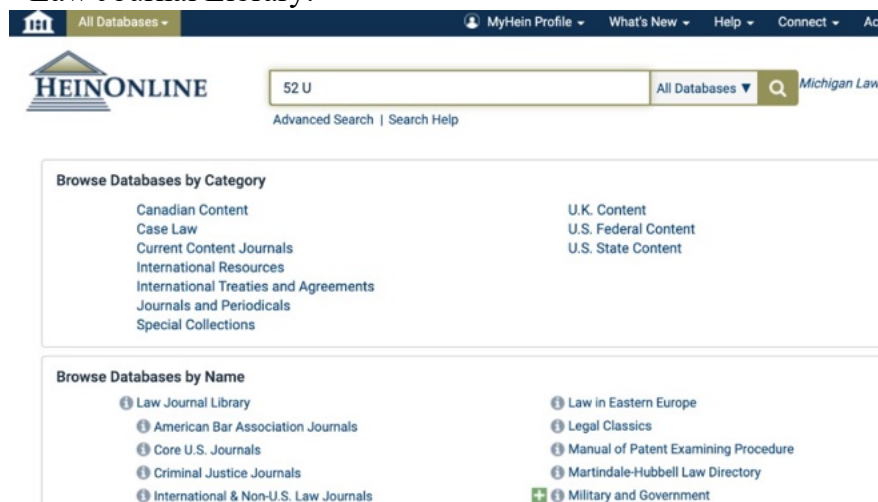 Law Journal Library.
All Databases
MyHein Profile
What's New
Help
Connect
Ac
HEINONLINE
52 U
All Databases
Michigan Law
Advanced Search | Search Help
Browse Databases by Category
Canadian Content
Case Law
Current Content Journals
International Resources
International Treaties and Agreements
Journals and Periodicals
Special Collections
U.K. Content
U.S. Federal Content
U.S. State Content
Browse Databases by Name
Law Journal Library
American Bar Association Journals
Core U.S. Journals
Criminal Justice Journals
International & Non-U.S. Law Journals
Law in Eastern Europe
Legal Classics
Manual of Patent Examining Procedure
Martindale-Hubbell Law Directory
Military and Government